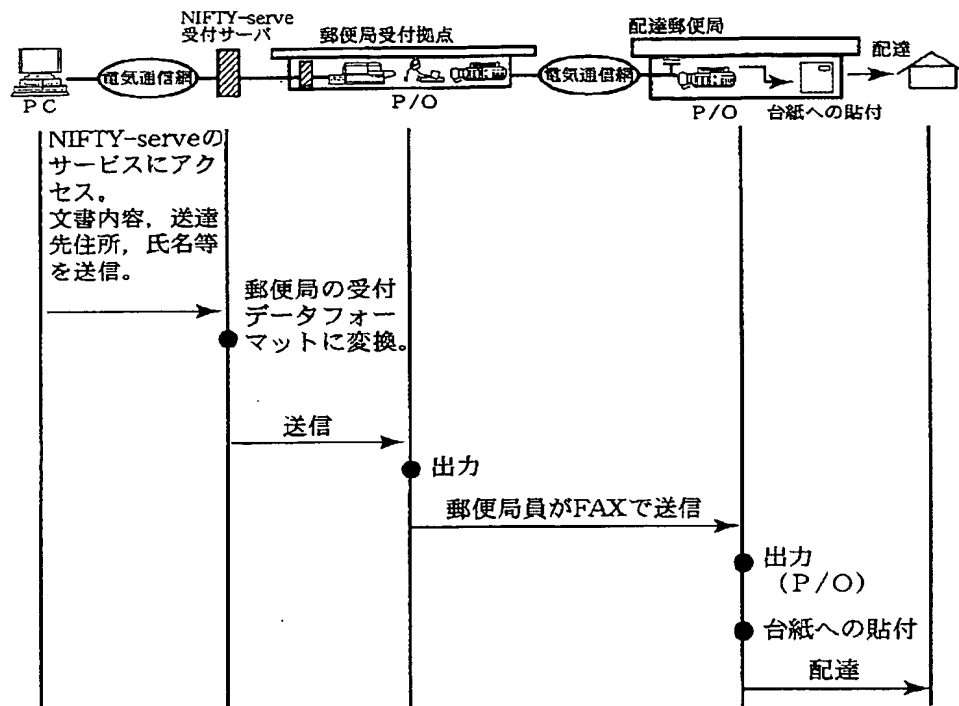 NIFTY-serve
受付サーバ
郵便局受付拠点
配達郵便局
配達
電気通信網
電気通信網
PC
P/O
P/O
台紙への貼付
NIFTY-serveの
サービスにアク
セス。
文書内容，送達
先住所，氏名等
を送信。
郵便局の受付
データフォー
マットに変換。
送信
出力
郵便局員がFAXで送信
出力
（P/O）
台紙への貼付
配達